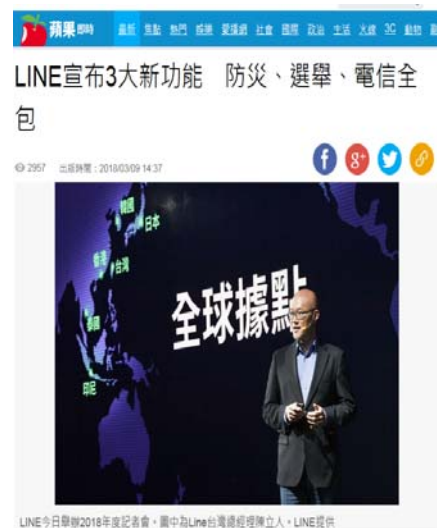 蘋果即時 最新 焦點 熱門 娛樂 愛播網 社會 國際 政治 生活 火線 3C 動物
LINE宣布3大新功能 防災、選舉、電信全
包
2957 出版時間：2018/03/09 14:37
f g+
韓國
日本
香港
台灣
泰國
印尼
全球據點
LINE今日舉辦2018年度記者會。圖中為Line台灣總經理陳立人。LINE提供